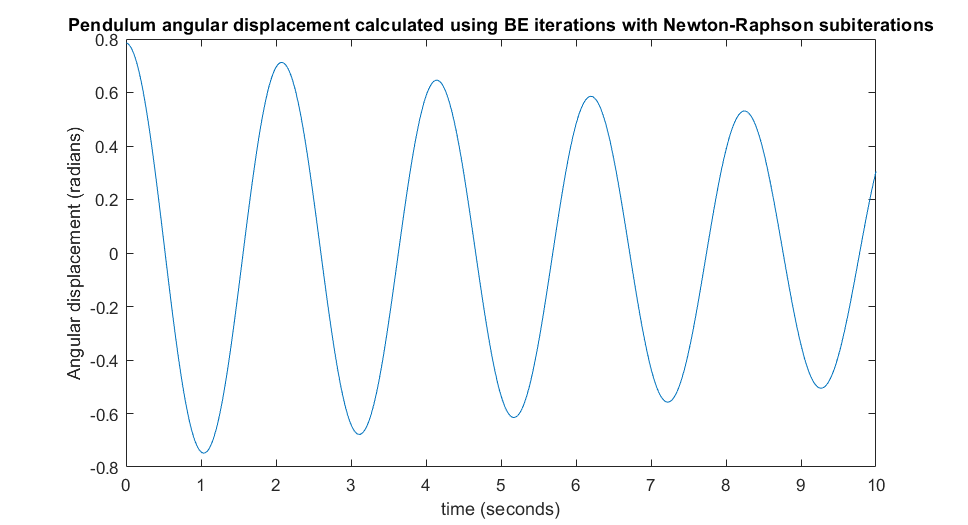 Pendulum angular displacement calculated using BE iterations with Newton-Raphson subiterations
0.8
0.6
0.4
0.2
0
-0.2
-0.4
-0.6
-0.8
Angular displacement (radians)
0 1 2 3 4 5 6 7 8 9 10
time (seconds)